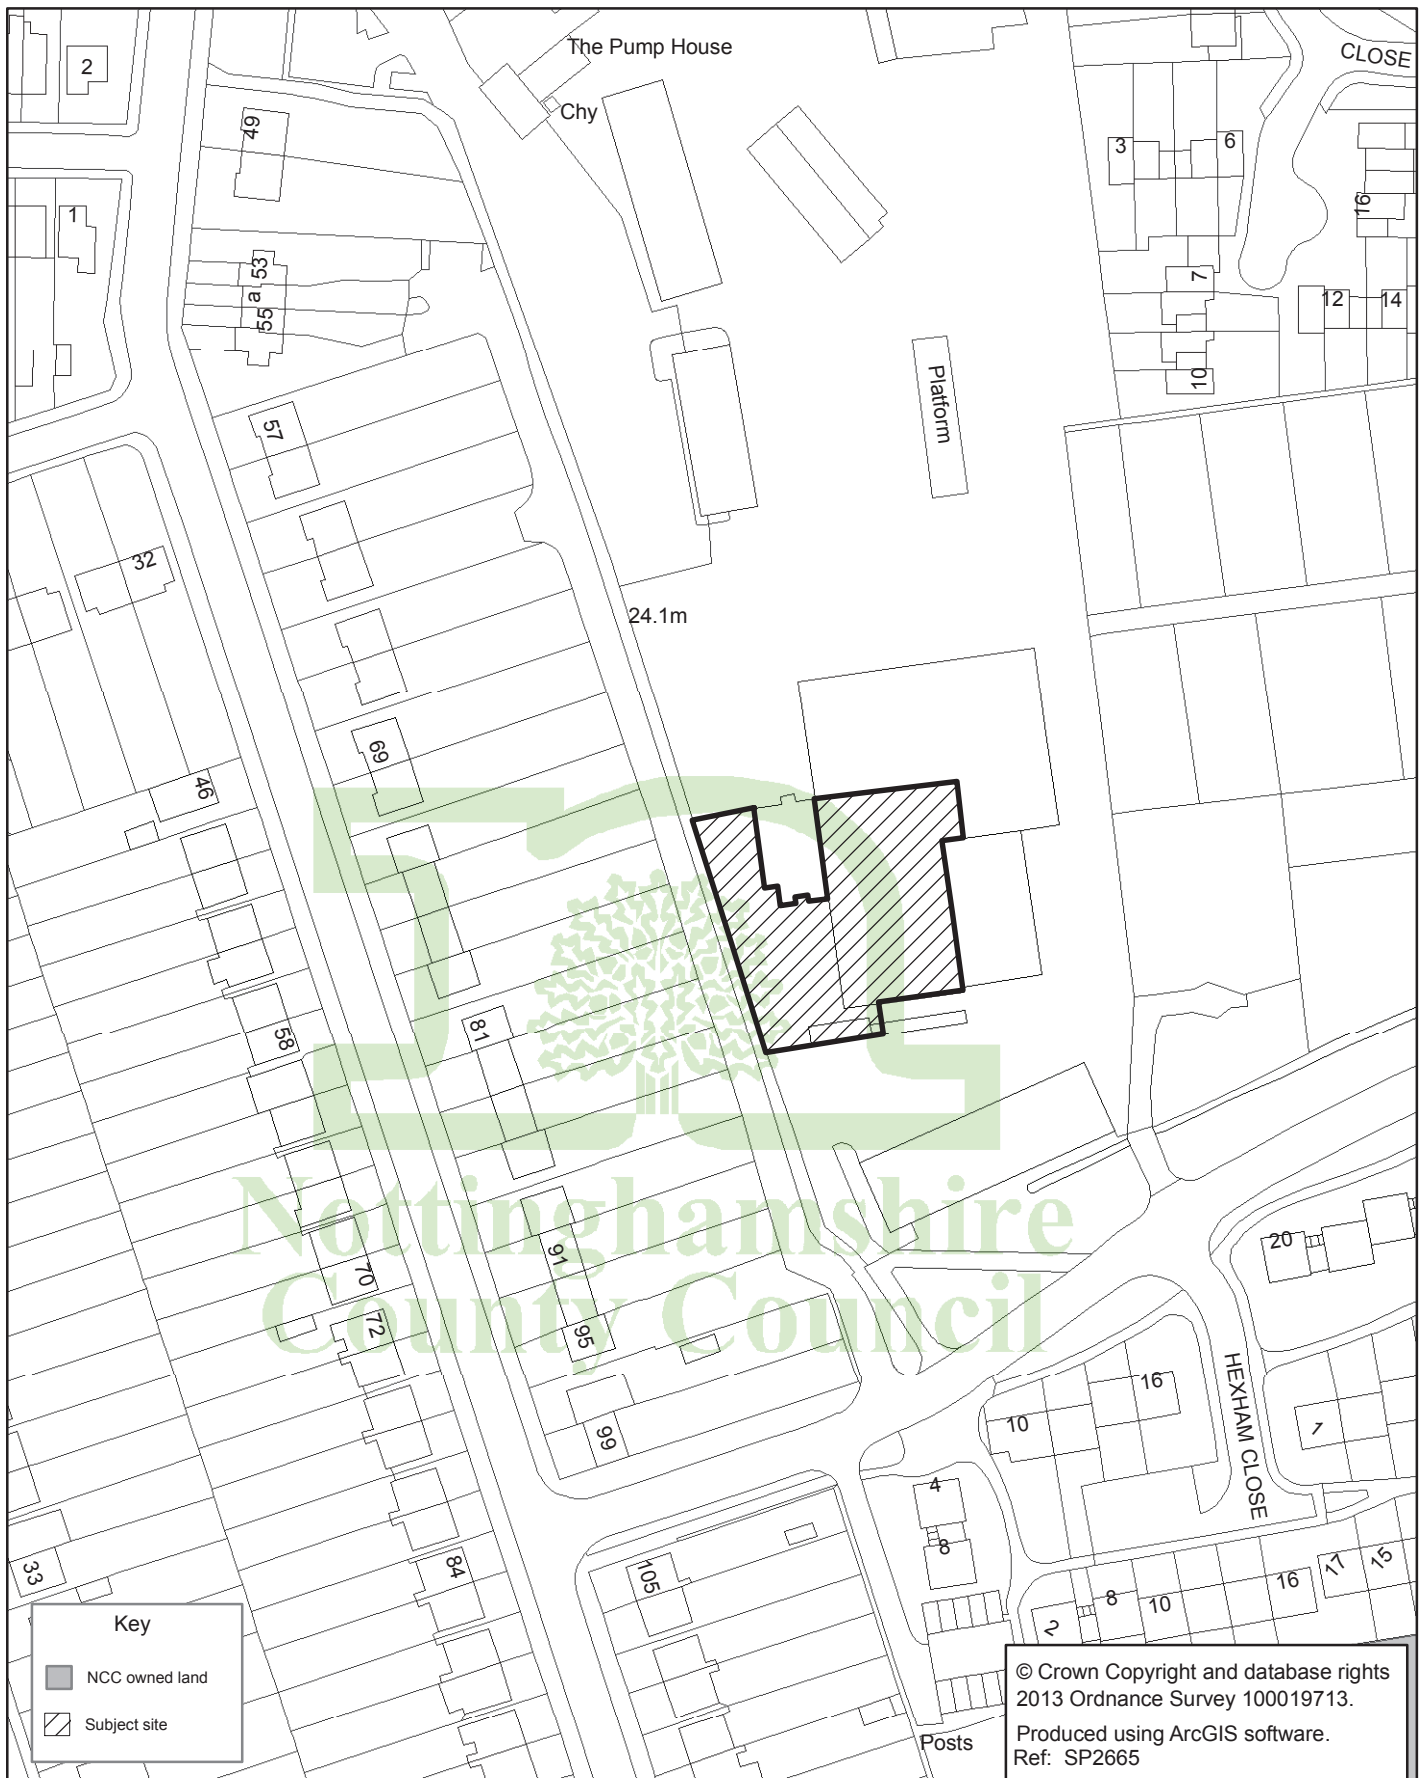 The Pump House
CLOSE
2
Chy
49
3
6
16
1
53
a
55
7
12
14
10
Platform
57
32
24.1m
69
46
81
58
Nottinghamshire
County Council
91
70
20
72
95
HEXHAM CLOSE
16
10
1
99
4
8
33
84
105
17
15
16
8
10
2
Key
NCC owned land
Subject site
Posts
© Crown Copyright and database rights
2013 Ordnance Survey 100019713.
Produced using ArcGIS software.
Ref: SP2665